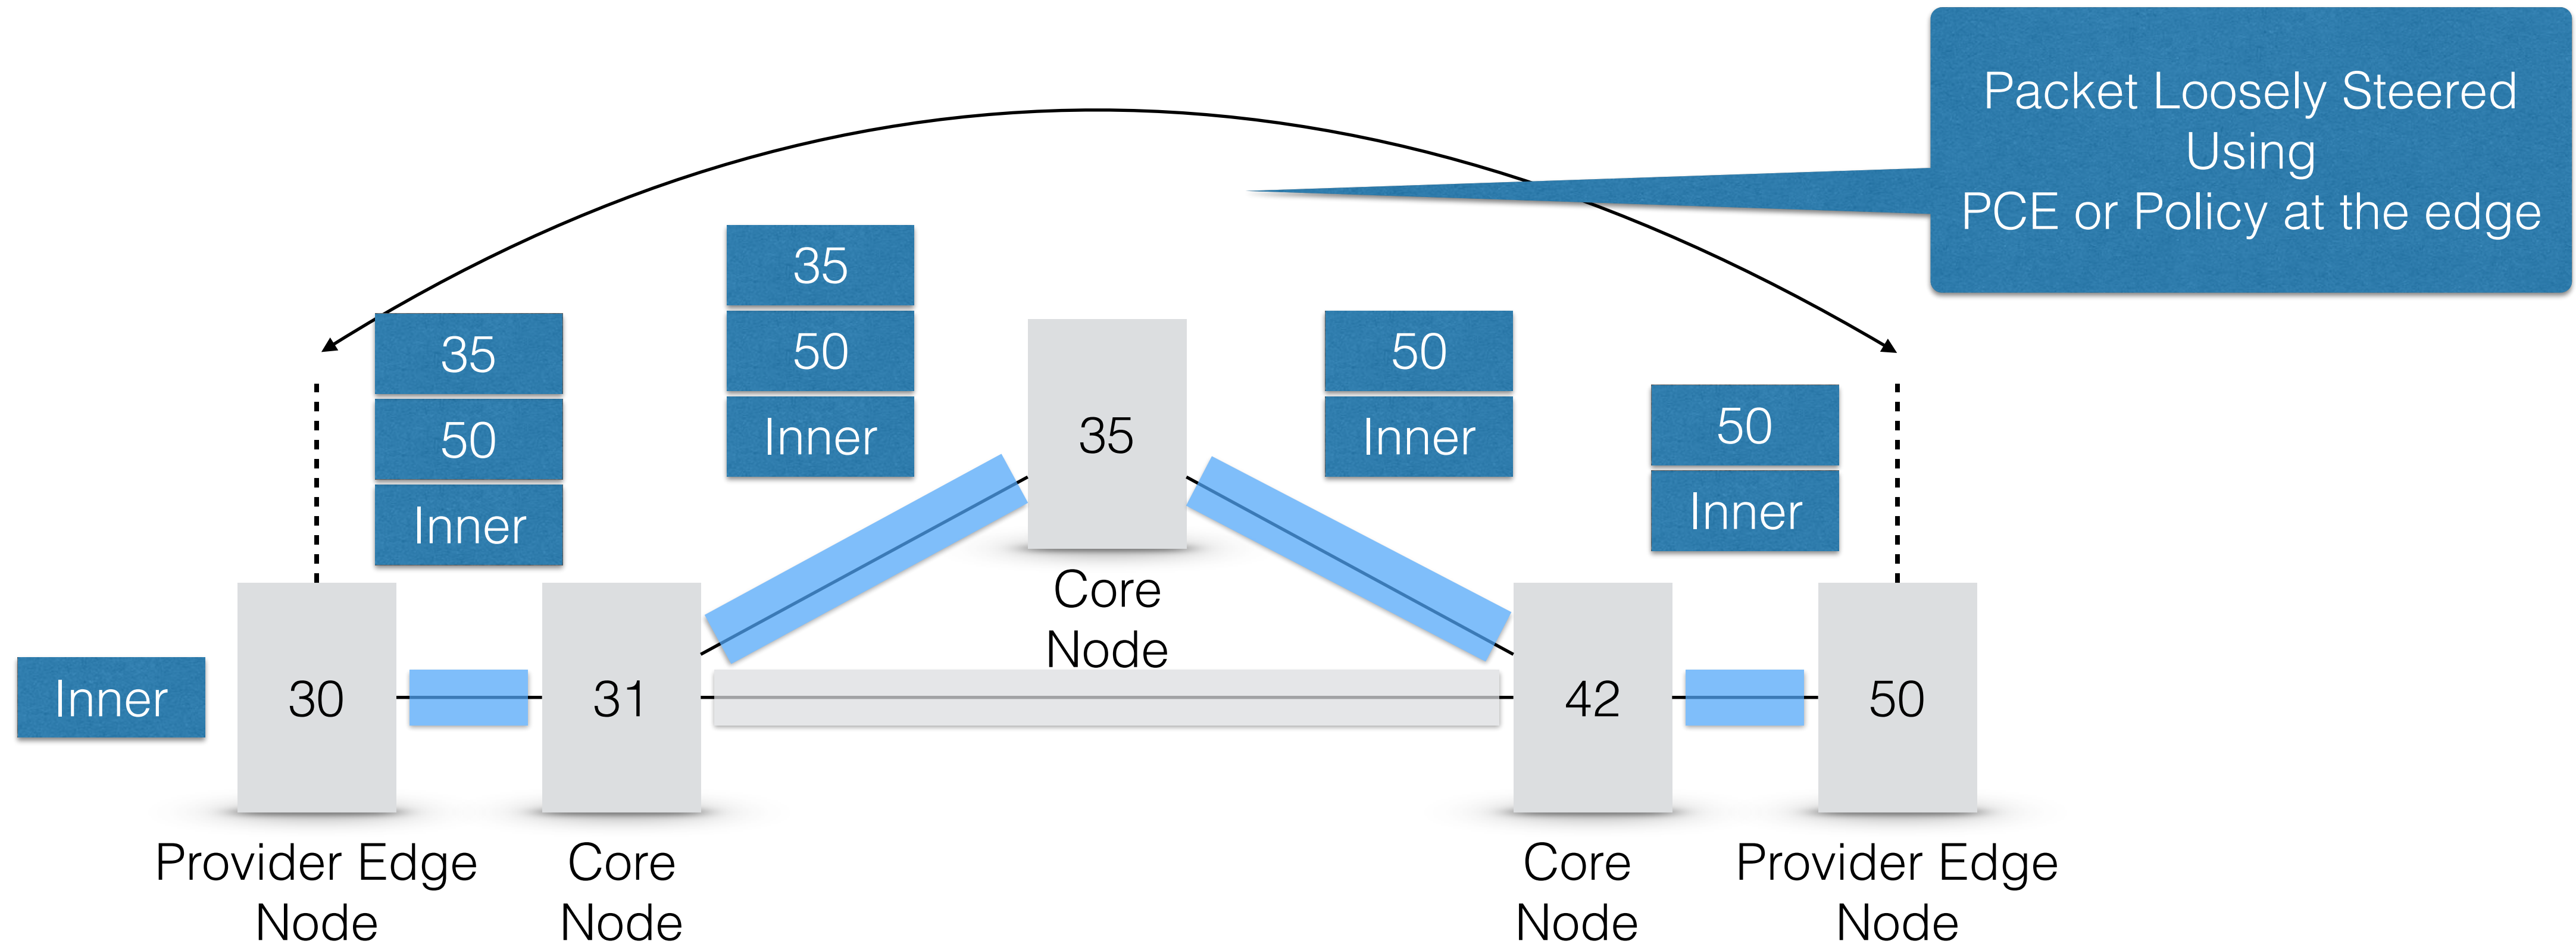 Packet Loosely Steered
Using
PCE or Policy at the edge
35
50
Inner
35
50
Inner
50
Inner
50
Inner
35
Core
Node
Inner
30
31
42
50
Provider Edge
Node
Core
Node
Core
Node
Provider Edge
Node